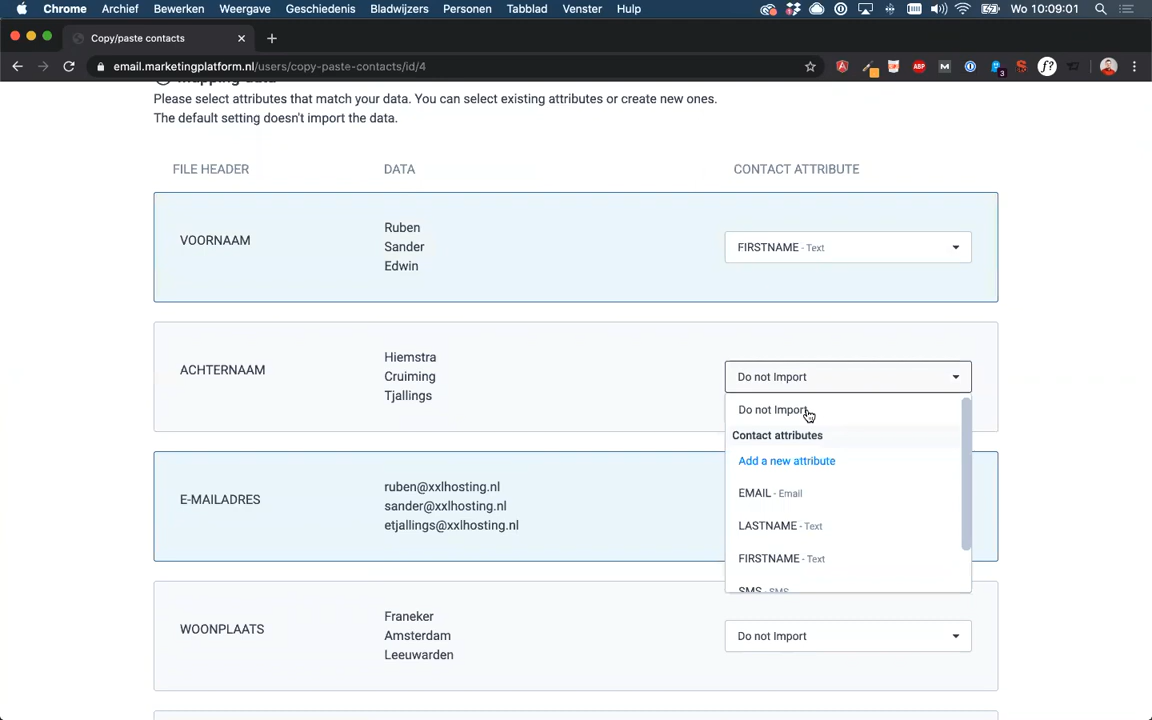 Chrome Archief Bewerken Weergave Geschiedenis Bladwijzers Personen Tabblad Venster Hulp Wo 10:09:01
Copy/paste contacts
email.marketingplatform.nl/users/copy-paste-contacts/id/4
ABP
3
f?
Mapping data
Please select attributes that match your data. You can select existing attributes or create new ones.
The default setting doesn't import the data.
FILE HEADER DATA CONTACT ATTRIBUTE
VOORNAAM
Ruben
Sander
Edwin
FIRSTNAME - Text
ACHTERNAAM
Hiemstra
Cruiming
Tjallings
Do not Import
Do not Import
Contact attributes
Add a new attribute
EMAIL - Email
LASTNAME - Text
FIRSTNAME - Text
SMS - SMS
E-MAILADRES
ruben@xxlhosting.nl
sander@xxlhosting.nl
etjallings@xxlhosting.nl
WOONPLAATS
Franeker
Amsterdam
Leeuwarden
Do not Import